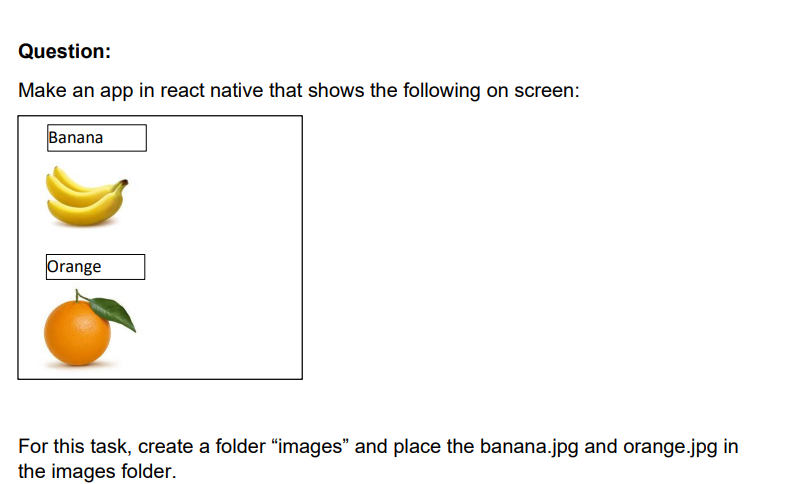 Question:
Make an app in react native that shows the following on screen:
Banana
Orange
For this task, create a folder “images” and place the banana.jpg and orange.jpg in
the images folder.